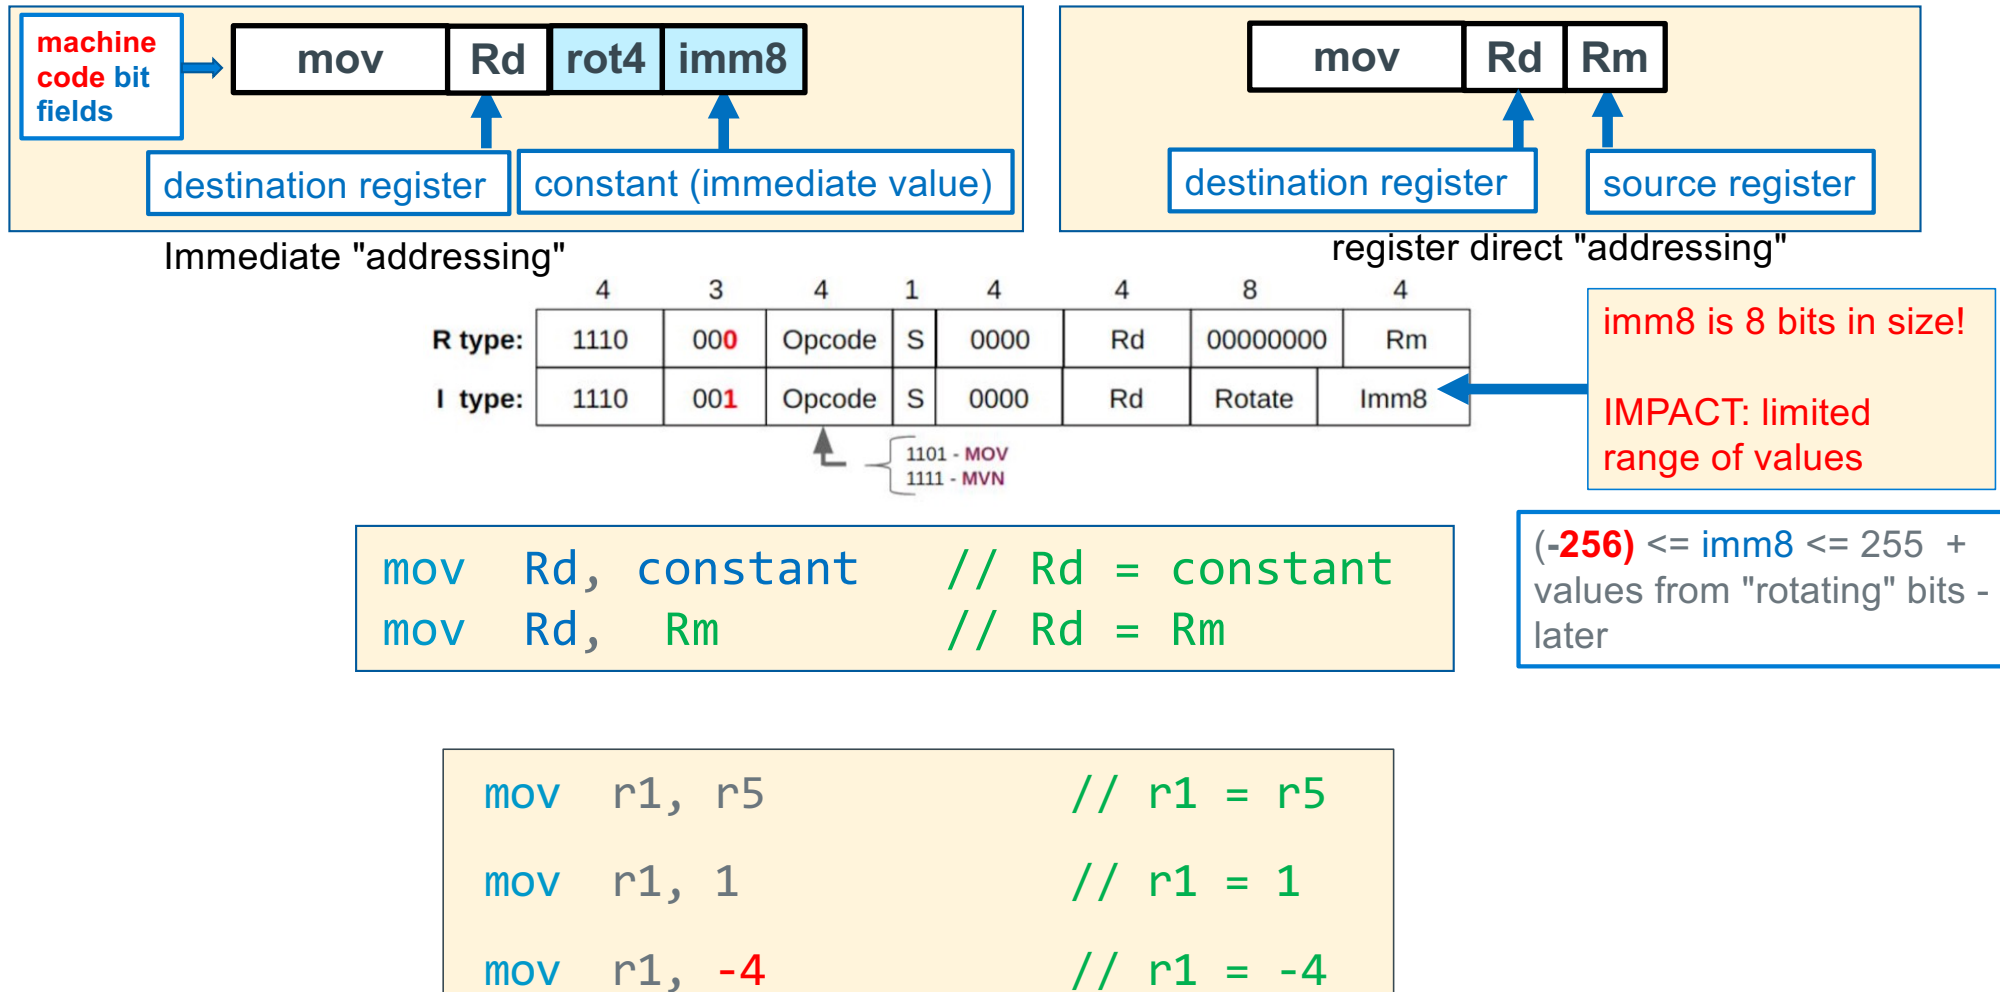 machine
code bit
fields
mov Rd rot4 imm8
destination register
constant (immediate value)
Immediate "addressing"
mov Rd Rm
destination register
source register
register direct "addressing"
4 3 4 1 4 4 8 4
R type: 1110 000 Opcode S 0000 Rd 00000000 Rm
I type: 1110 001 Opcode S 0000 Rd Rotate Imm8
1101 - MOV
1111 - MVN
imm8 is 8 bits in size!
IMPACT: limited
range of values
(-256) <= imm8 <= 255 +
values from "rotating" bits -
later
mov Rd, constant // Rd = constant
mov Rd, Rm // Rd = Rm
mov r1, r5 // r1 = r5
mov r1, 1 // r1 = 1
mov r1, -4 // r1 = -4